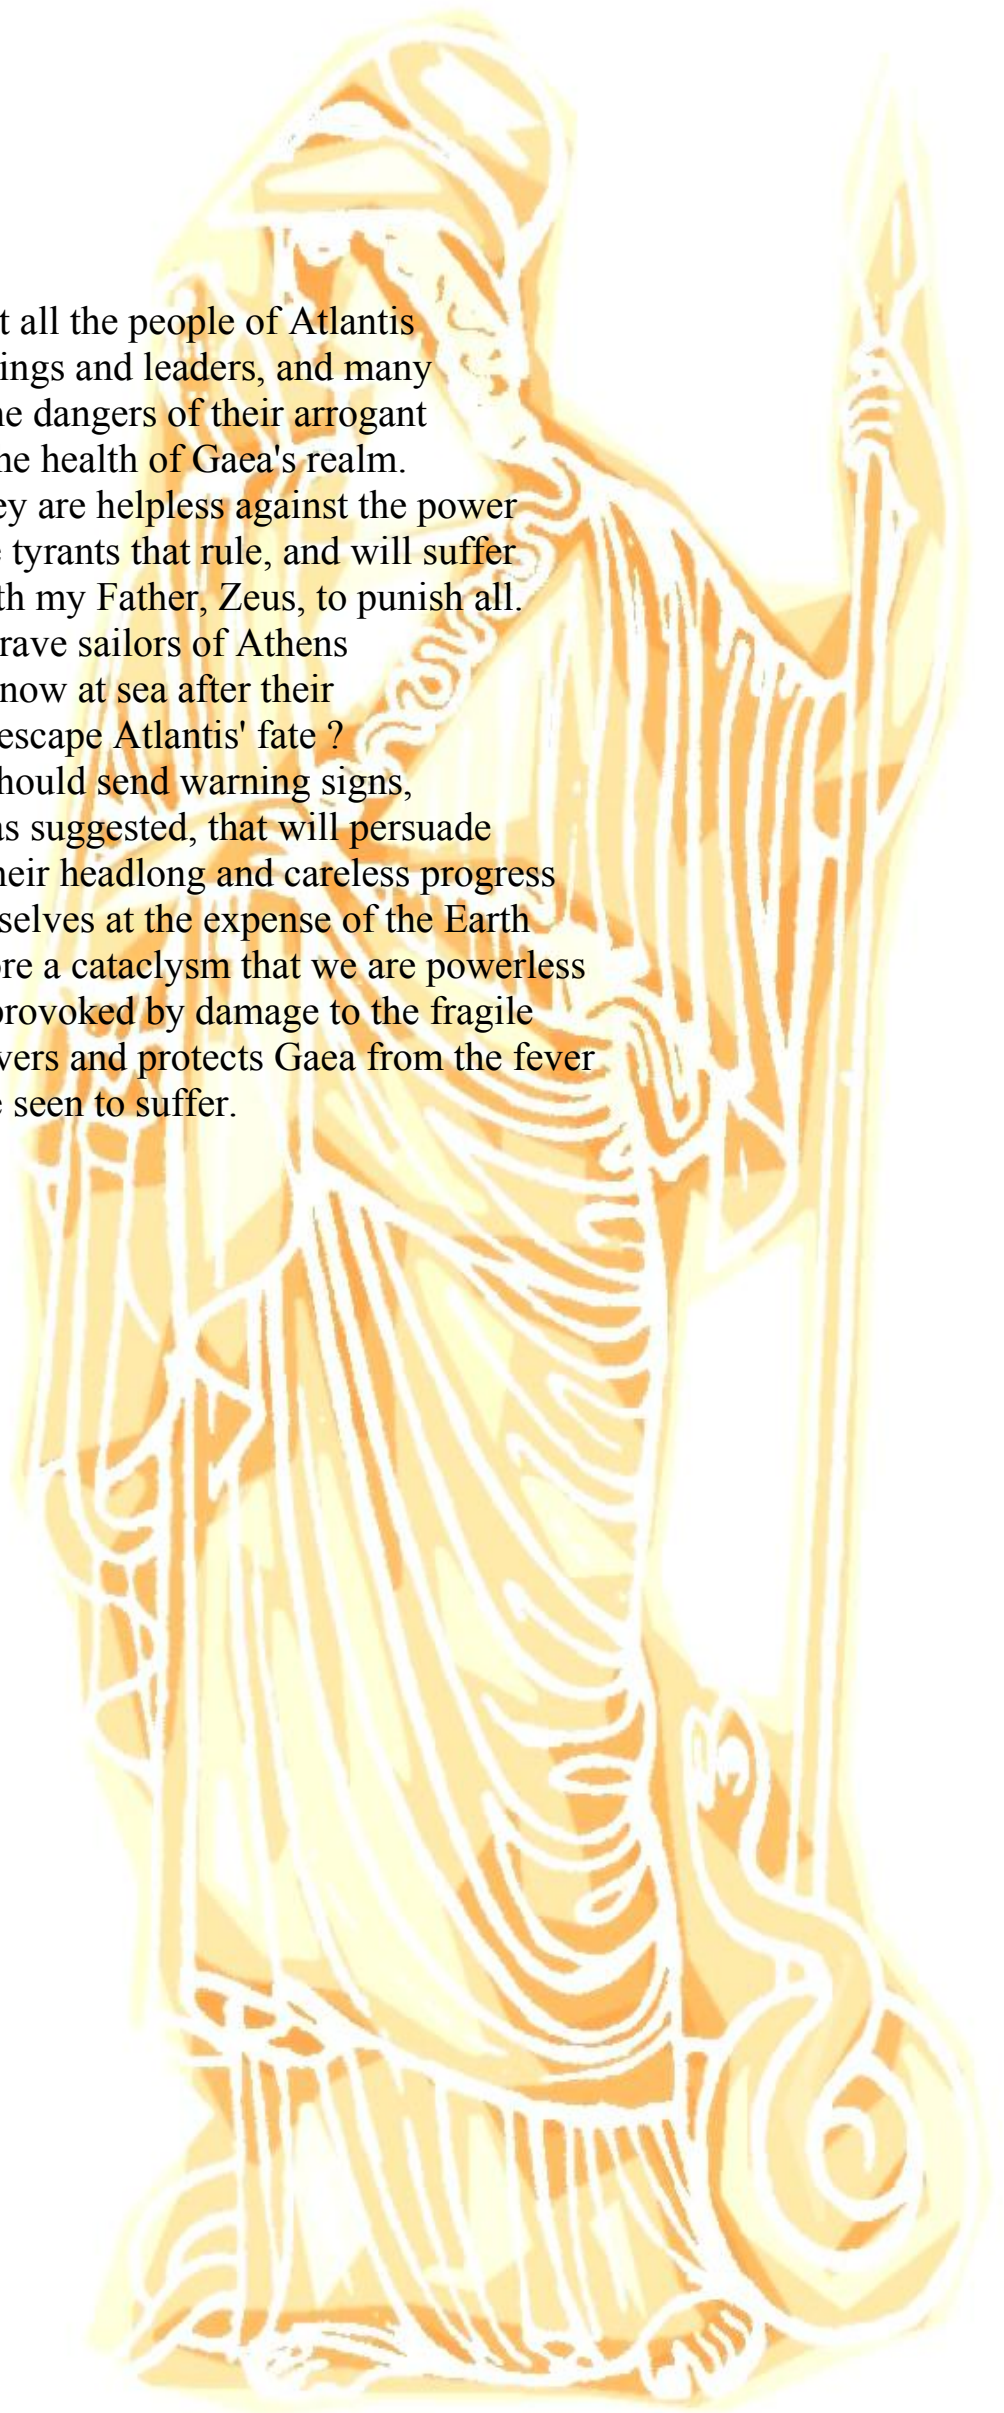 t all the people of Atlantis
ings and leaders, and many
he dangers of their arrogant
he health of Gaea's realm.
ey are helpless against the power
e tyrants that rule, and will suffer
th my Father, Zeus, to punish all.
rave sailors of Athens
now at sea after their
escape Atlantis' fate ?
hould send warning signs,
as suggested, that will persuade
heir headlong and careless progress
selves at the expense of the Earth
ore a cataclysm that we are powerless
provoked by damage to the fragile
vers and protects Gaea from the fever
e seen to suffer.